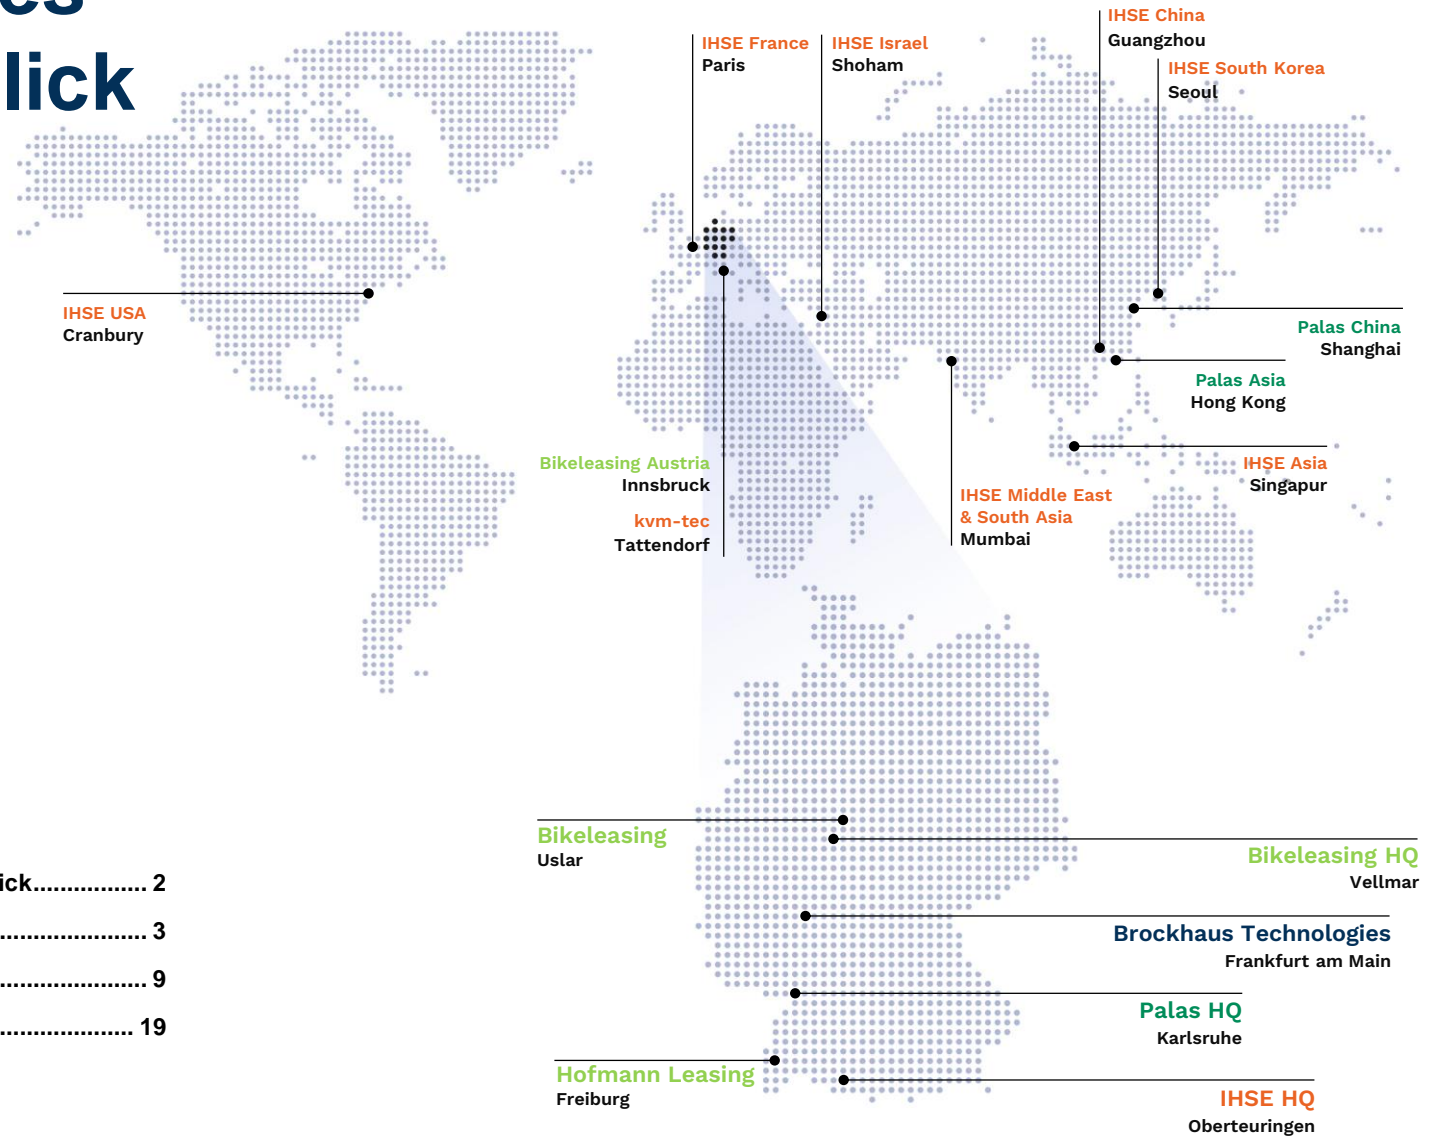 lick
IHSE France
Paris
IHSE Israel
Shoham
IHSE China
Guangzhou
IHSE South Korea
Seoul
IHSE USA
Cranbury
Palas China
Shanghai
Palas Asia
Hong Kong
IHSE Asia
Singapur
Bikeleasing Austria
Innsbruck
kvm-tec
Tattendorf
IHSE Middle East
& South Asia
Mumbai
Bikeleasing
Uslar
Bikeleasing HQ
Vellmar
ick................. 2
...................... 3
...................... 9
.................... 19
Brockhaus Technologies
Frankfurt am Main
Palas HQ
Karlsruhe
Hofmann Leasing
Freiburg
IHSE HQ
Oberteuringen